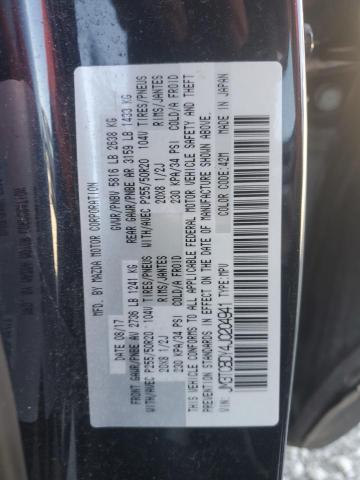 MFD. BY MAZDA MOTOR CORPORATION
DATE 08/17 GVWR/PNBV 5816 LB 2638 KG
FRONT GAWR/PNBE AV 2736 LB 1241 KG REAR GAWR/PNBE AR 3159 LB 1433 KG
WITH/AVEC P255/50R20 104V TIRES/PNEUS WITH/AVEC P255/50R20 104V TIRES/PNEUS
20X8 1/2J RIMS/JANTES 20X8 1/2J RIMS/JANTES
230 KPA/34 PSI COLD/A FROID 230 KPA/34 PSI COLD/A FROID
THIS VEHICLE CONFORMS TO ALL APPLICABLE FEDERAL MOTOR VEHICLE SAFETY AND THEFT
PREVENTION STANDARDS IN EFFECT ON THE DATE OF MANUFACTURE SHOWN ABOVE.
JM3TCBDY4J0204941 TYPE:MPV COLOR CODE:42M MADE IN JAPAN